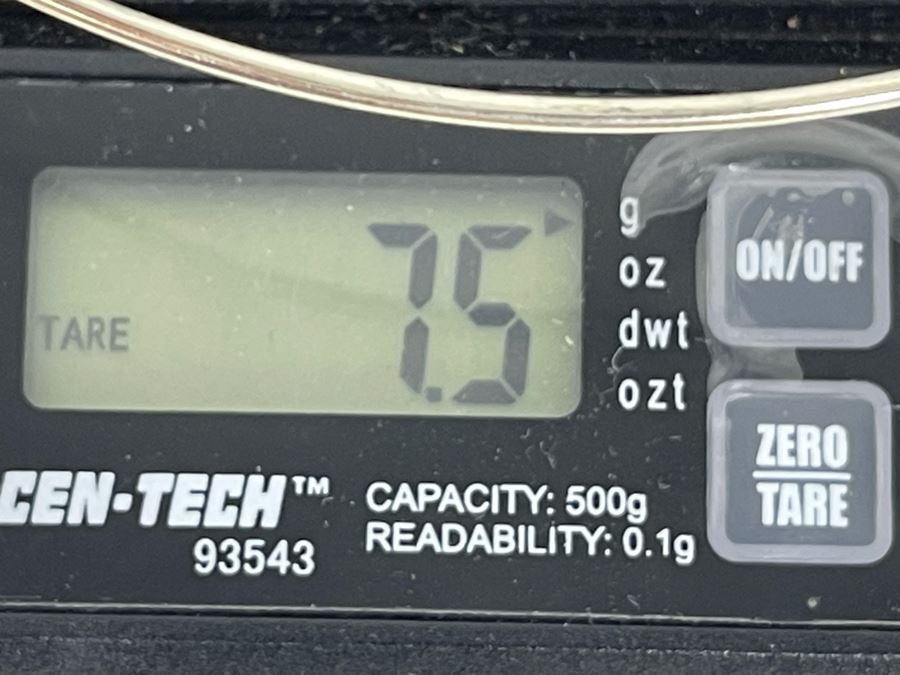 7.5
TARE
g
oz
dwt
ozt
ON/OFF
ZERO
TARE
CEN-TECH™
93543
CAPACITY: 500g
READABILITY: 0.1g